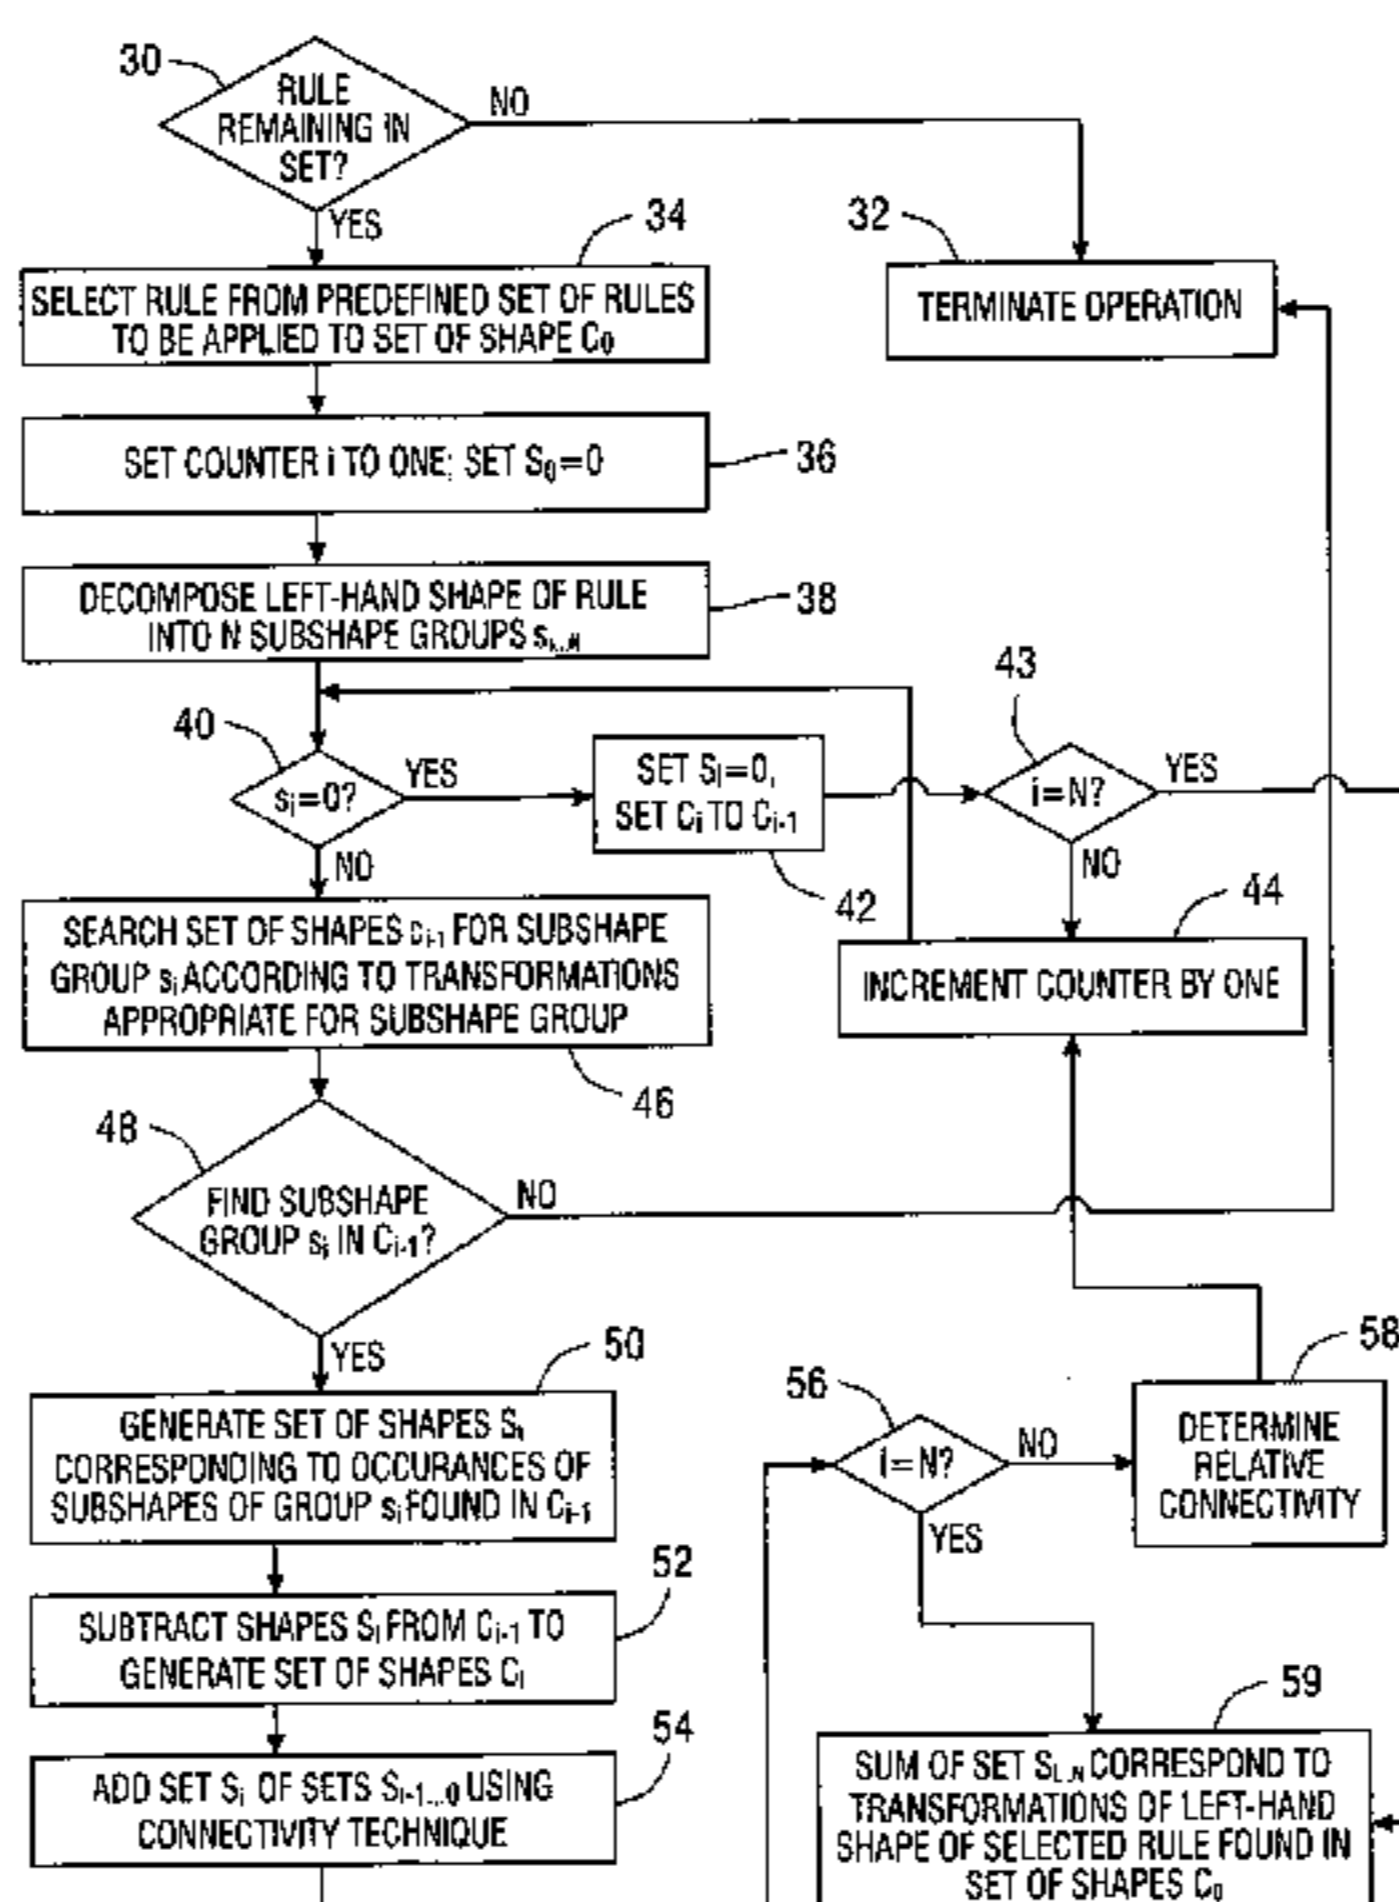 30
RULE
REMAINING IN
SET?
NO
YES
34
SELECT RULE FROM PREDEFINED SET OF RULES
TO BE APPLIED TO SET OF SHAPE C0
32
TERMINATE OPERATION
SET COUNTER i TO ONE; SET S0=0
36
DECOMPOSE LEFT-HAND SHAPE OF RULE
INTO N SUBSHAPE GROUPS s1...N
38
40
si=0?
YES
NO
SET Si=0,
SET Ci TO Ci-1
42
43
i=N?
YES
NO
44
INCREMENT COUNTER BY ONE
SEARCH SET OF SHAPES ci-1 FOR SUBSHAPE
GROUP si ACCORDING TO TRANSFORMATIONS
APPROPRIATE FOR SUBSHAPE GROUP
46
48
FIND SUBSHAPE
GROUP si IN Ci-1?
NO
YES
50
GENERATE SET OF SHAPES Si
CORRESPONDING TO OCCURANCES OF
SUBSHAPES OF GROUP si FOUND IN Ci-1
52
SUBTRACT SHAPES Si FROM Ci-1 TO
GENERATE SET OF SHAPES Ci
54
ADD SET Si OF SETS Si-1...0 USING
CONNECTIVITY TECHNIQUE
56
i=N?
NO
YES
58
DETERMINE
RELATIVE
CONNECTIVITY
59
SUM OF SET S1...N CORRESPOND TO
TRANSFORMATIONS OF LEFT-HAND
SHAPE OF SELECTED RULE FOUND IN
SET OF SHAPES C0